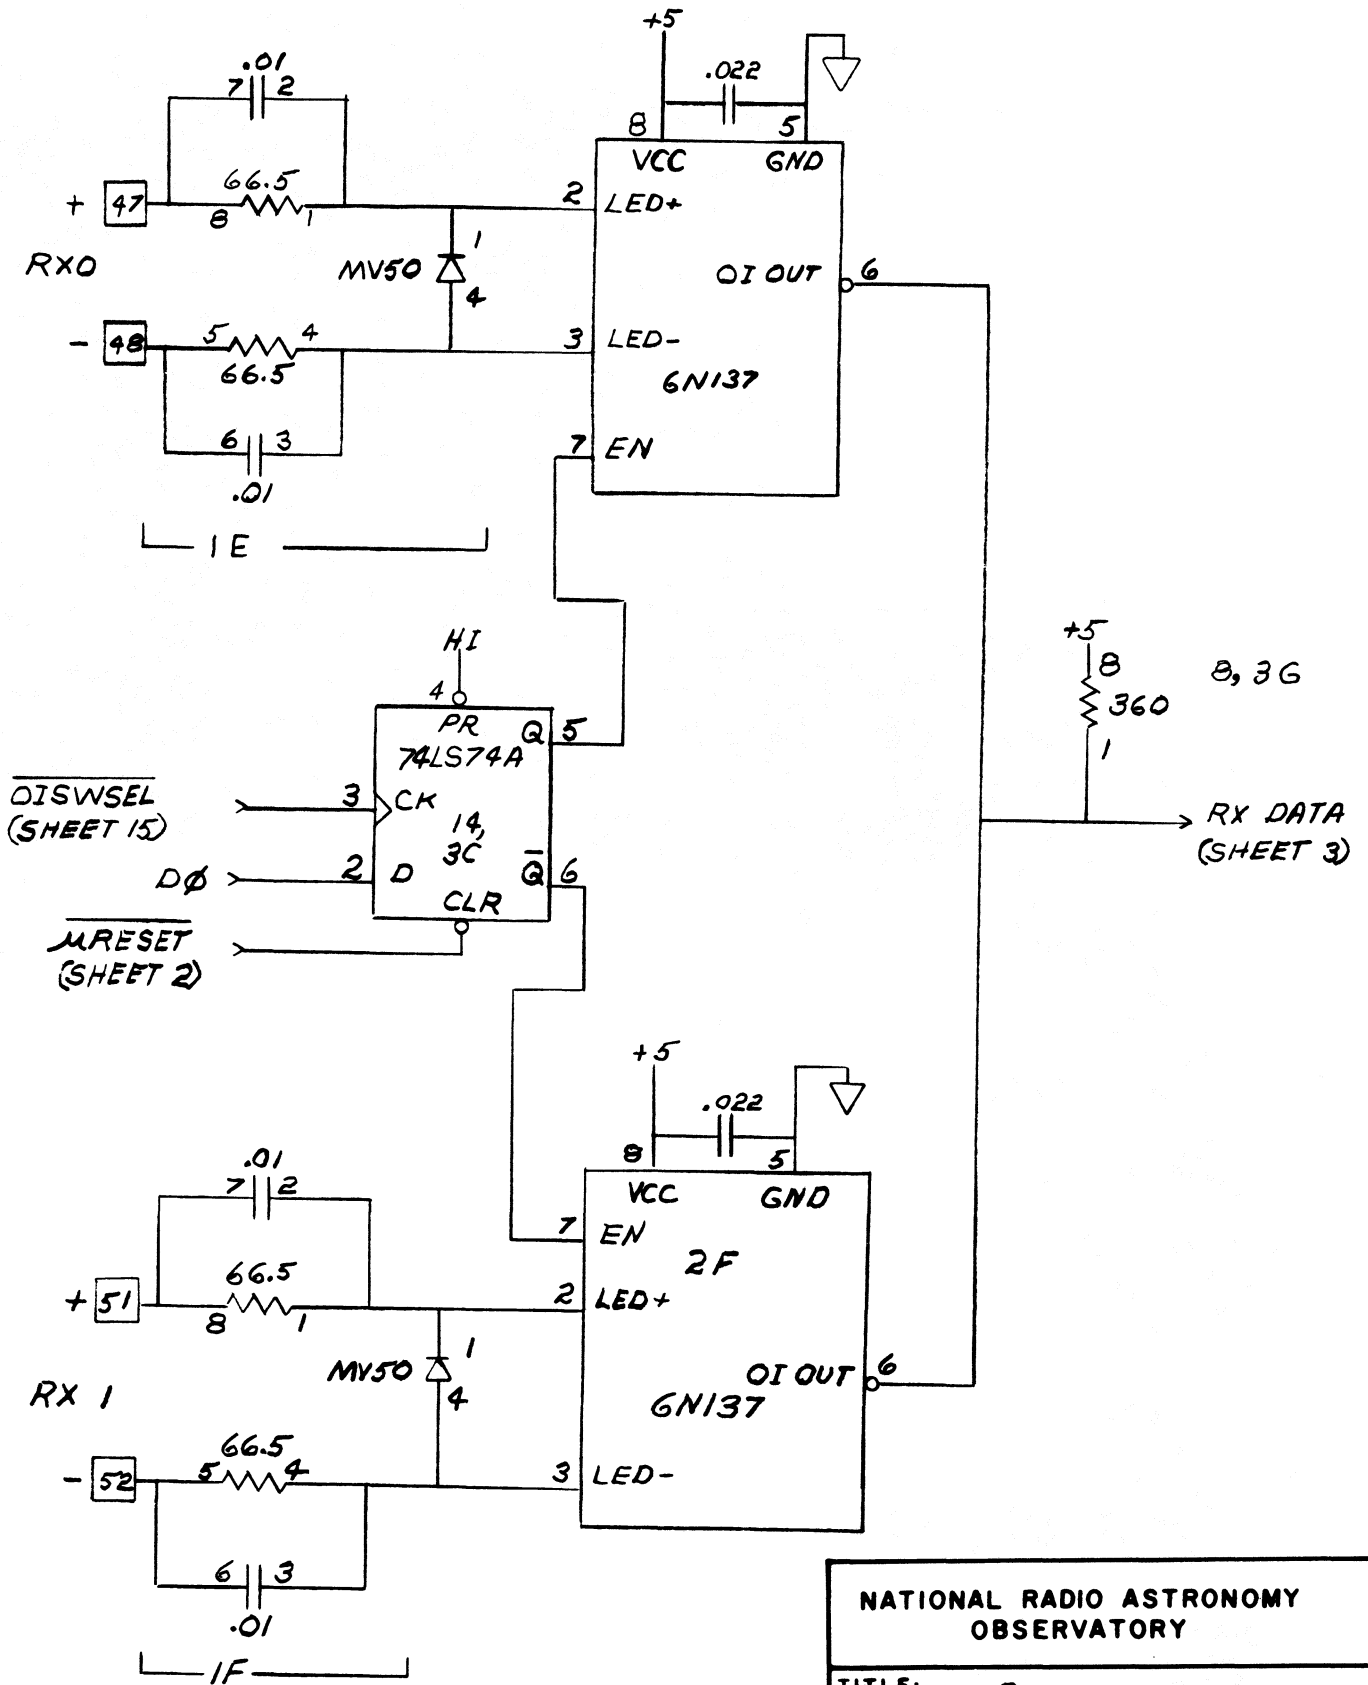 +5
.01
7 2
.022
8 5
VCC GND
66.5
+ 47
8 1
2 LED+
RX0
MV50
1
4
OI OUT 6
- 48
5 4
66.5
3 LED-
6N137
6 3
.01
7 EN
1E
HI
4
PR
Q 5
74LS74A
+5
8
360
1
8, 3G
OISWSEL
(SHEET 15)
3 CK
14,
3C
RX DATA
(SHEET 3)
DØ
2 D
Q 6
CLR
µRESET
(SHEET 2)
+5
.022
8 5
VCC GND
.01
7 2
7 EN
2F
66.5
+ 51
8 1
2 LED+
RX 1
MV50
1
4
OI OUT 6
6N137
66.5
- 52
5 4
3 LED-
6 3
.01
1F
NATIONAL RADIO ASTRONOMY
OBSERVATORY
TITLE: